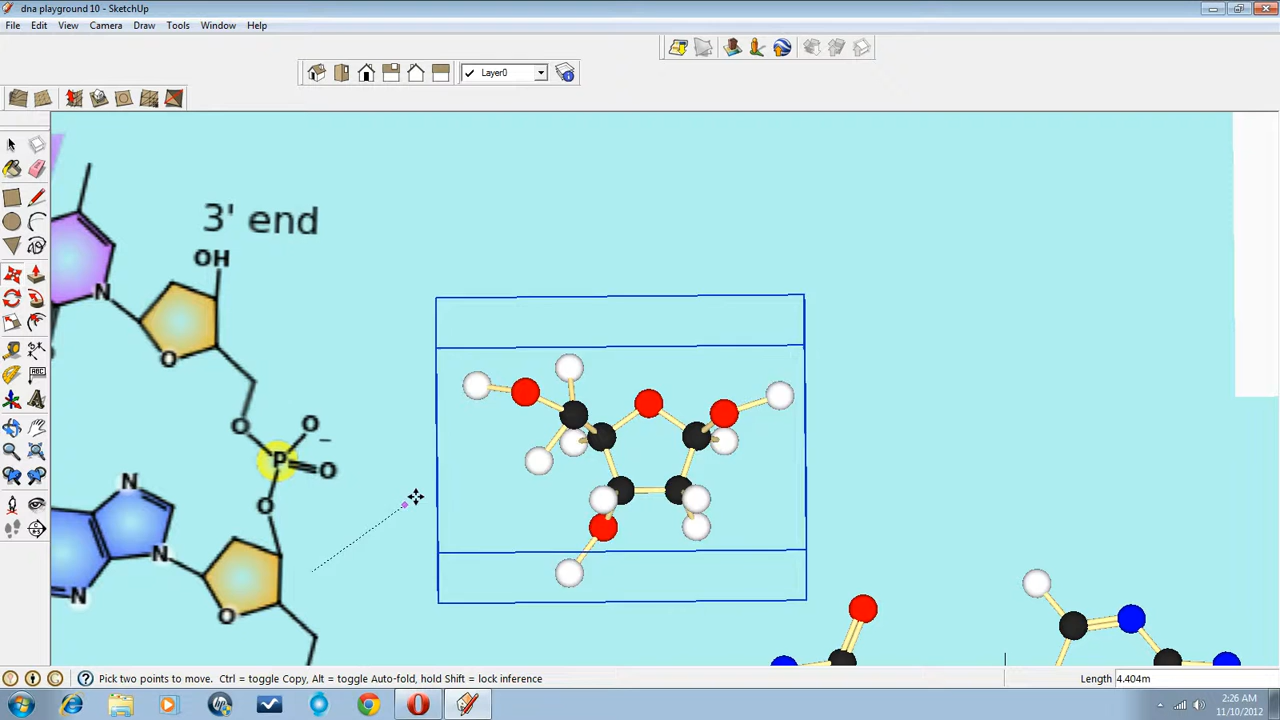 dna playground 10 - SketchUp
File Edit View Camera Draw Tools Window Help
Layer0
3' end
OH
N
O
O
O
−
P
O
N
O
N
N
O
Pick two points to move. Ctrl = toggle Copy, Alt = toggle Auto-fold, hold Shift = lock inference
Length 4.404m
2:26 AM
11/10/2012